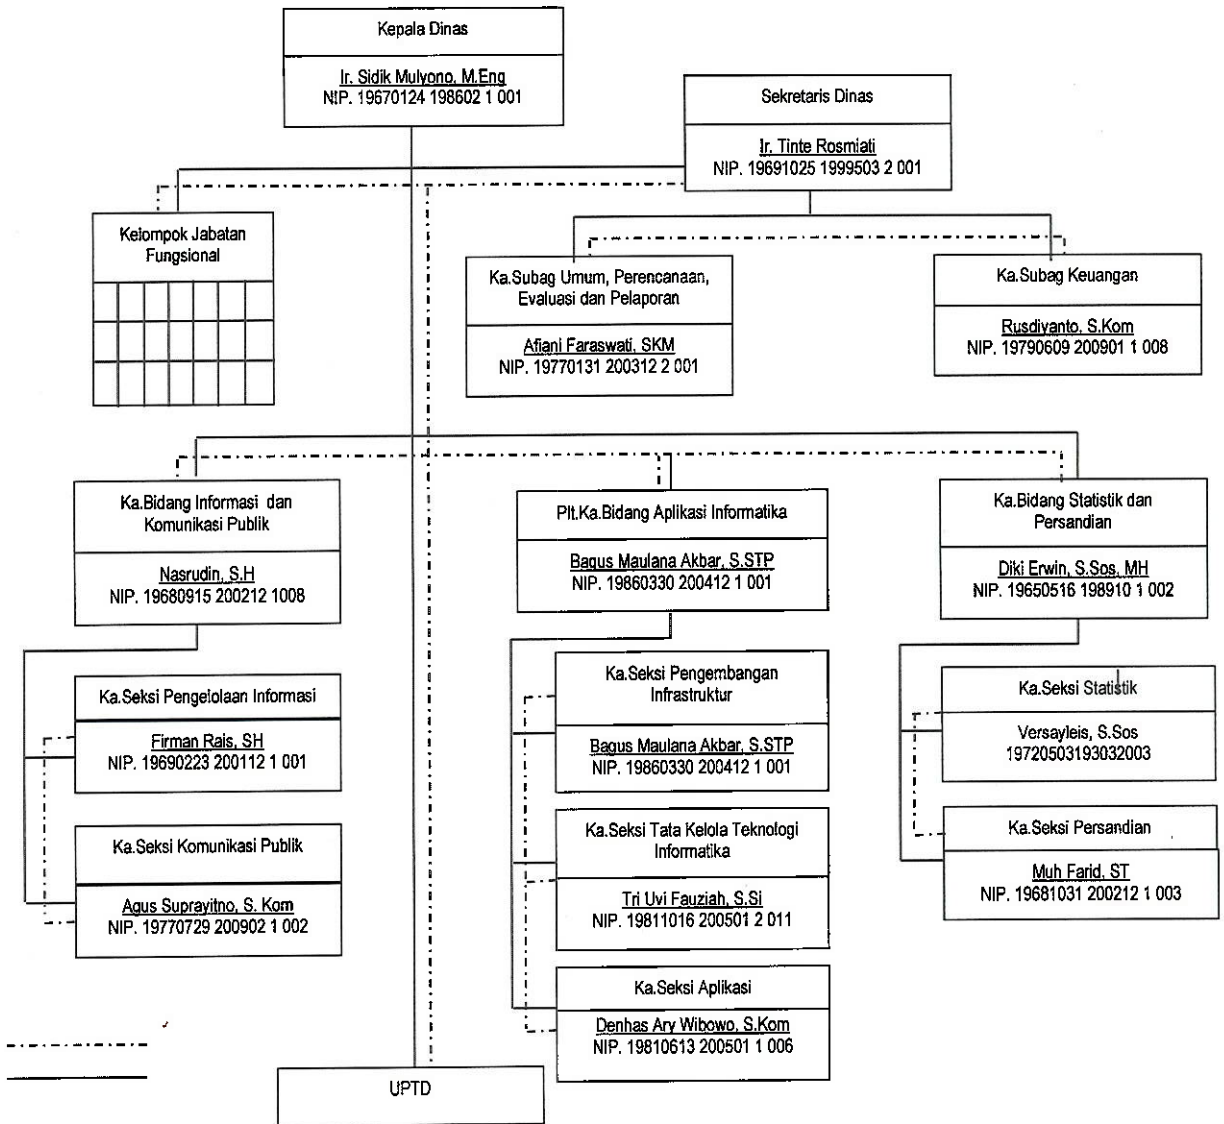 Kepala Dinas
Ir. Sidik Mulyono, M.Eng
NIP. 19670124 198602 1 001
Sekretaris Dinas
Ir. Tinte Rosmiati
NIP. 19691025 1999503 2 001
Kelompok Jabatan
Fungsional
Ka.Subag Umum, Perencanaan,
Evaluasi dan Pelaporan
Afiani Faraswati, SKM
NIP. 19770131 200312 2 001
Ka.Subag Keuangan
Rusdiyanto, S.Kom
NIP. 19790609 200901 1 008
Ka.Bidang Informasi dan
Komunikasi Publik
Nasrudin, S.H
NIP. 19680915 200212 1008
Plt.Ka.Bidang Aplikasi Informatika
Bagus Maulana Akbar, S.STP
NIP. 19860330 200412 1 001
Ka.Bidang Statistik dan
Persandian
Diki Erwin, S.Sos, MH
NIP. 19650516 198910 1 002
Ka.Seksi Pengelolaan Informasi
Firman Rais, SH
NIP. 19690223 200112 1 001
Ka.Seksi Komunikasi Publik
Agus Suprayitno, S. Kom
NIP. 19770729 200902 1 002
Ka.Seksi Pengembangan
Infrastruktur
Bagus Maulana Akbar, S.STP
NIP. 19860330 200412 1 001
Ka.Seksi Tata Kelola Teknologi
Informatika
Tri Uvi Fauziah, S.Si
NIP. 19811016 200501 2 011
Ka.Seksi Aplikasi
Denhas Ary Wibowo, S.Kom
NIP. 19810613 200501 1 006
Ka.Seksi Statistik
Versayleis, S.Sos
19720503193032003
Ka.Seksi Persandian
Muh Farid, ST
NIP. 19681031 200212 1 003
UPTD